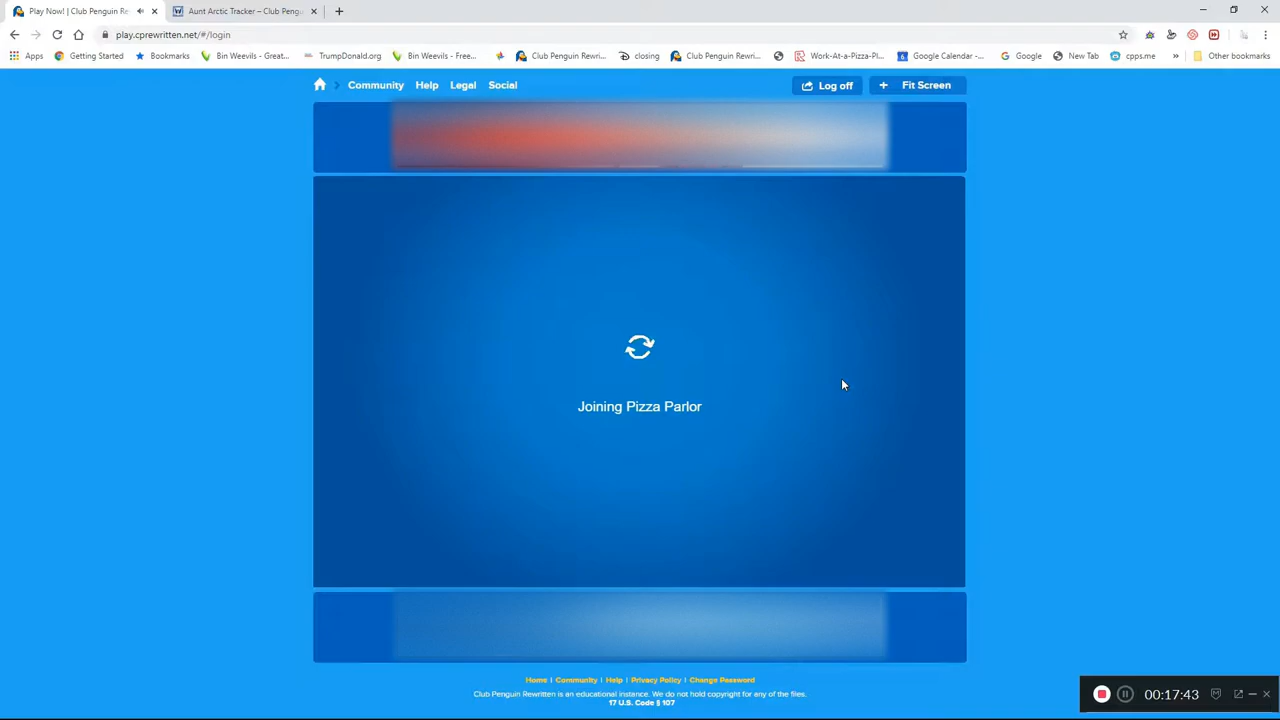 Play Now! | Club Penguin Re
Aunt Arctic Tracker – Club Peng
play.cprewritten.net/#/login
Apps
Getting Started
Bookmarks
Bin Weevils - Great...
TrumpDonald.org
Bin Weevils - Free...
Club Penguin Rewri...
closing
Club Penguin Rewri...
Work-At-a-Pizza-Pl...
Google Calendar -...
Google
New Tab
cpps.me
»
Other bookmarks
Community
Help
Legal
Social
Log off
Fit Screen
Joining Pizza Parlor
Home | Community | Help | Privacy Policy | Change Password
Club Penguin Rewritten is an educational instance. We do not hold copyright for any of the files.
17 U.S. Code § 107
00:17:43